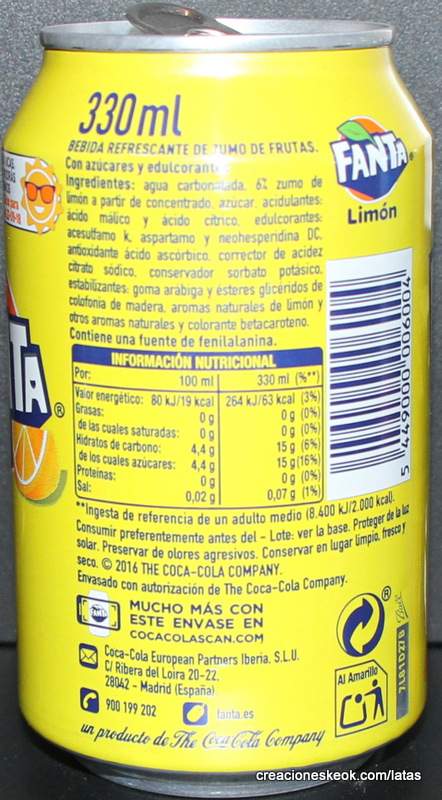 330 ml
BEBIDA REFRESCANTE DE ZUMO DE FRUTAS.
Con azúcares y edulcorantes
Ingredientes: agua carbonatada, 6% zumo de
limón a partir de concentrado, azúcar, acidulantes:
ácido málico y ácido cítrico, edulcorantes:
acesulfamo k, aspartamo y neohesperidina DC,
antioxidante ácido ascórbico, corrector de acidez
citrato sódico, conservador sorbato potásico,
estabilizantes: goma arábiga y ésteres glicéridos de
colofonia de madera, aromas naturales de limón y
otros aromas naturales y colorante betacaroteno.
Contiene una fuente de fenilalanina.
FANTA®
Limón
INFORMACIÓN NUTRICIONAL
Por: 100 ml 330 ml (%**)
Valor energético: 80 kJ/19 kcal 264 kJ/63 kcal (3%)
Grasas: 0 g 0 g (0%)
de las cuales saturadas: 0 g 0 g (0%)
Hidratos de carbono: 4,4 g 15 g (6%)
de los cuales azúcares: 4,4 g 15 g (16%)
Proteínas: 0 g 0 g (0%)
Sal: 0,02 g 0,07 g (1%)
5 449000 006004
TA®
**Ingesta de referencia de un adulto medio (8.400 kJ/2.000 kcal).
Consumir preferentemente antes del - Lote: ver la base. Proteger de la luz
solar. Preservar de olores agresivos. Conservar en lugar limpio, fresco y
seco. © 2016 THE COCA-COLA COMPANY.
Envasado con autorización de The Coca-Cola Company.
FANTA
MUCHO MÁS CON
ESTE ENVASE EN
COCACOLASCAN.COM
Coca-Cola European Partners Iberia, S.L.U.
C/ Ribera del Loira 20-22,
28042 - Madrid (España)
900 199 202 fanta.es
un producto de The Coca-Cola Company
®
Al Amarillo
7LB1D27B
creacioneskeok.com/latas